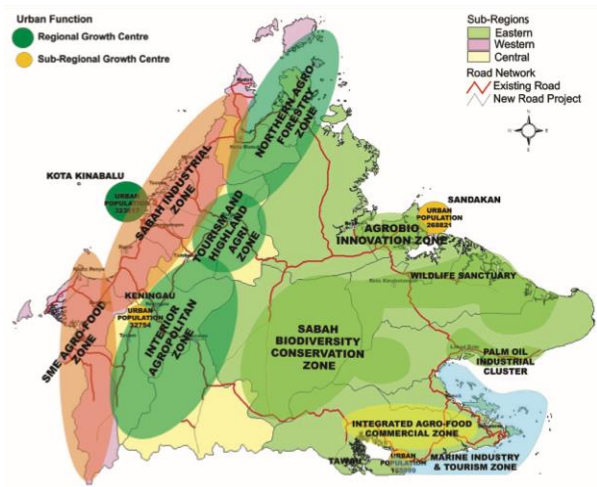 Urban Function
Regional Growth Centre
Sub-Regional Growth Centre
Sub-Regions
Eastern
Western
Central
Road Network
Existing Road
New Road Project
NORTHERN AGRO-
FORESTRY
ZONE
KOTA KINABALU
URBAN
POPULATION
SABAH INDUSTRIAL
ZONE
TOURISM AND
HIGHLAND
AGRI
ZONE
SANDAKAN
URBAN
POPULATION
268821
AGROBIO
INNOVATION ZONE
WILDLIFE SANCTUARY
KENINGAU
URBAN
POPULATION
32754
INTERIOR
AGROPOLITAN
ZONE
SME AGRO-FOOD
ZONE
SABAH
BIODIVERSITY
CONSERVATION
ZONE
PALM OIL
INDUSTRIAL
CLUSTER
INTEGRATED AGRO-FOOD
COMMERCIAL ZONE
TAWAU
URBAN
POPULATION
MARINE INDUSTRY
& TOURISM ZONE